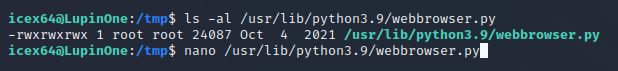 icex64@LupinOne:/tmp$ ls -al /usr/lib/python3.9/webbrowser.py
-rwxrwxrwx 1 root root 24087 Oct  4  2021 /usr/lib/python3.9/webbrowser.py
icex64@LupinOne:/tmp$ nano /usr/lib/python3.9/webbrowser.py